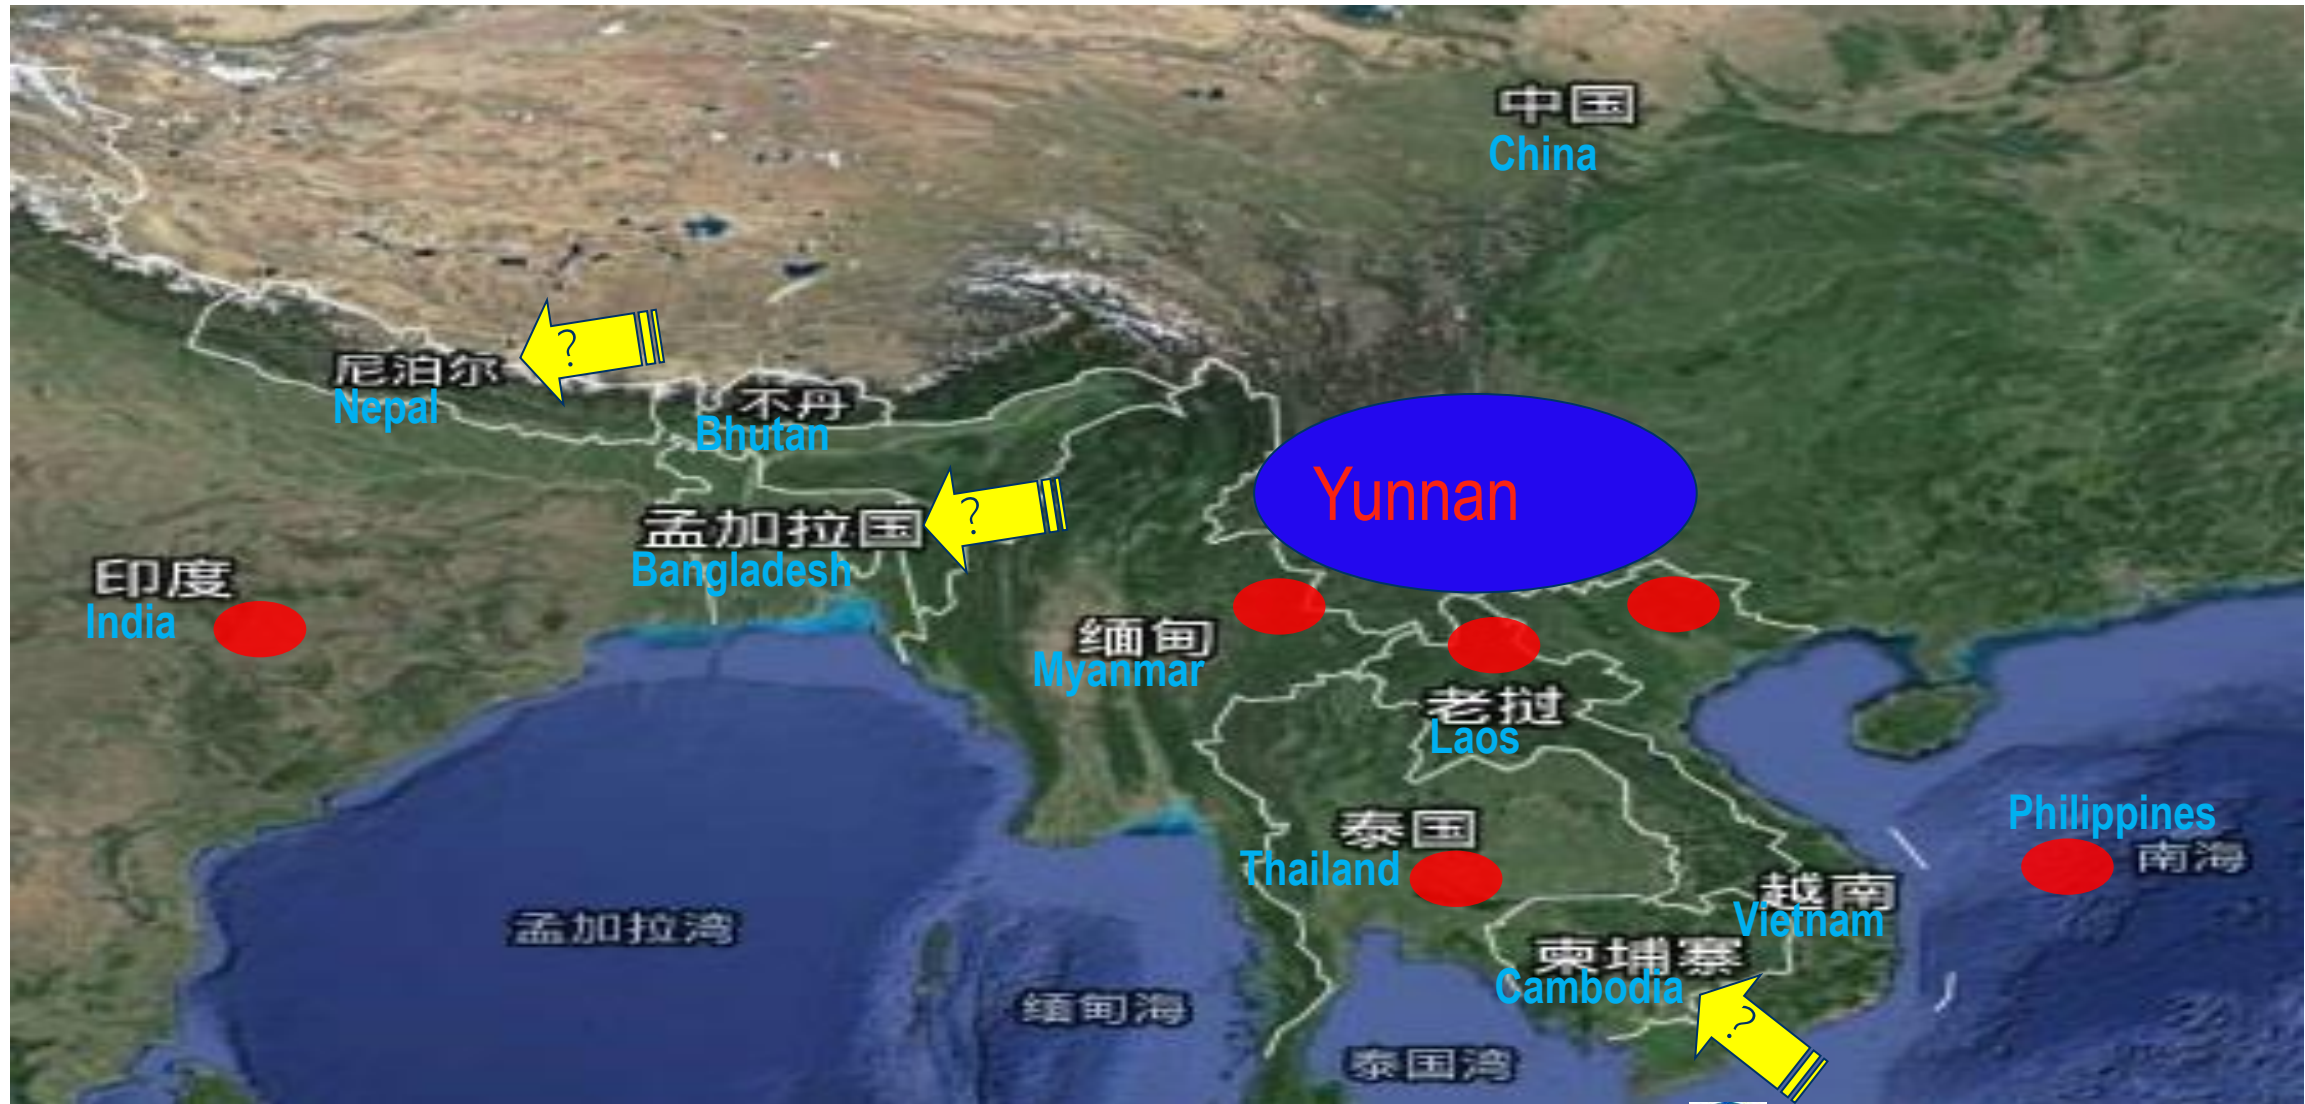 中国
China
?
尼泊尔
Nepal
不丹
Bhutan
Yunnan
?
孟加拉国
Bangladesh
印度
India
缅甸
Myanmar
老挝
Laos
泰国
Thailand
Philippines
南海
越南
Vietnam
孟加拉湾
柬埔寨
Cambodia
缅甸海
?
泰国湾